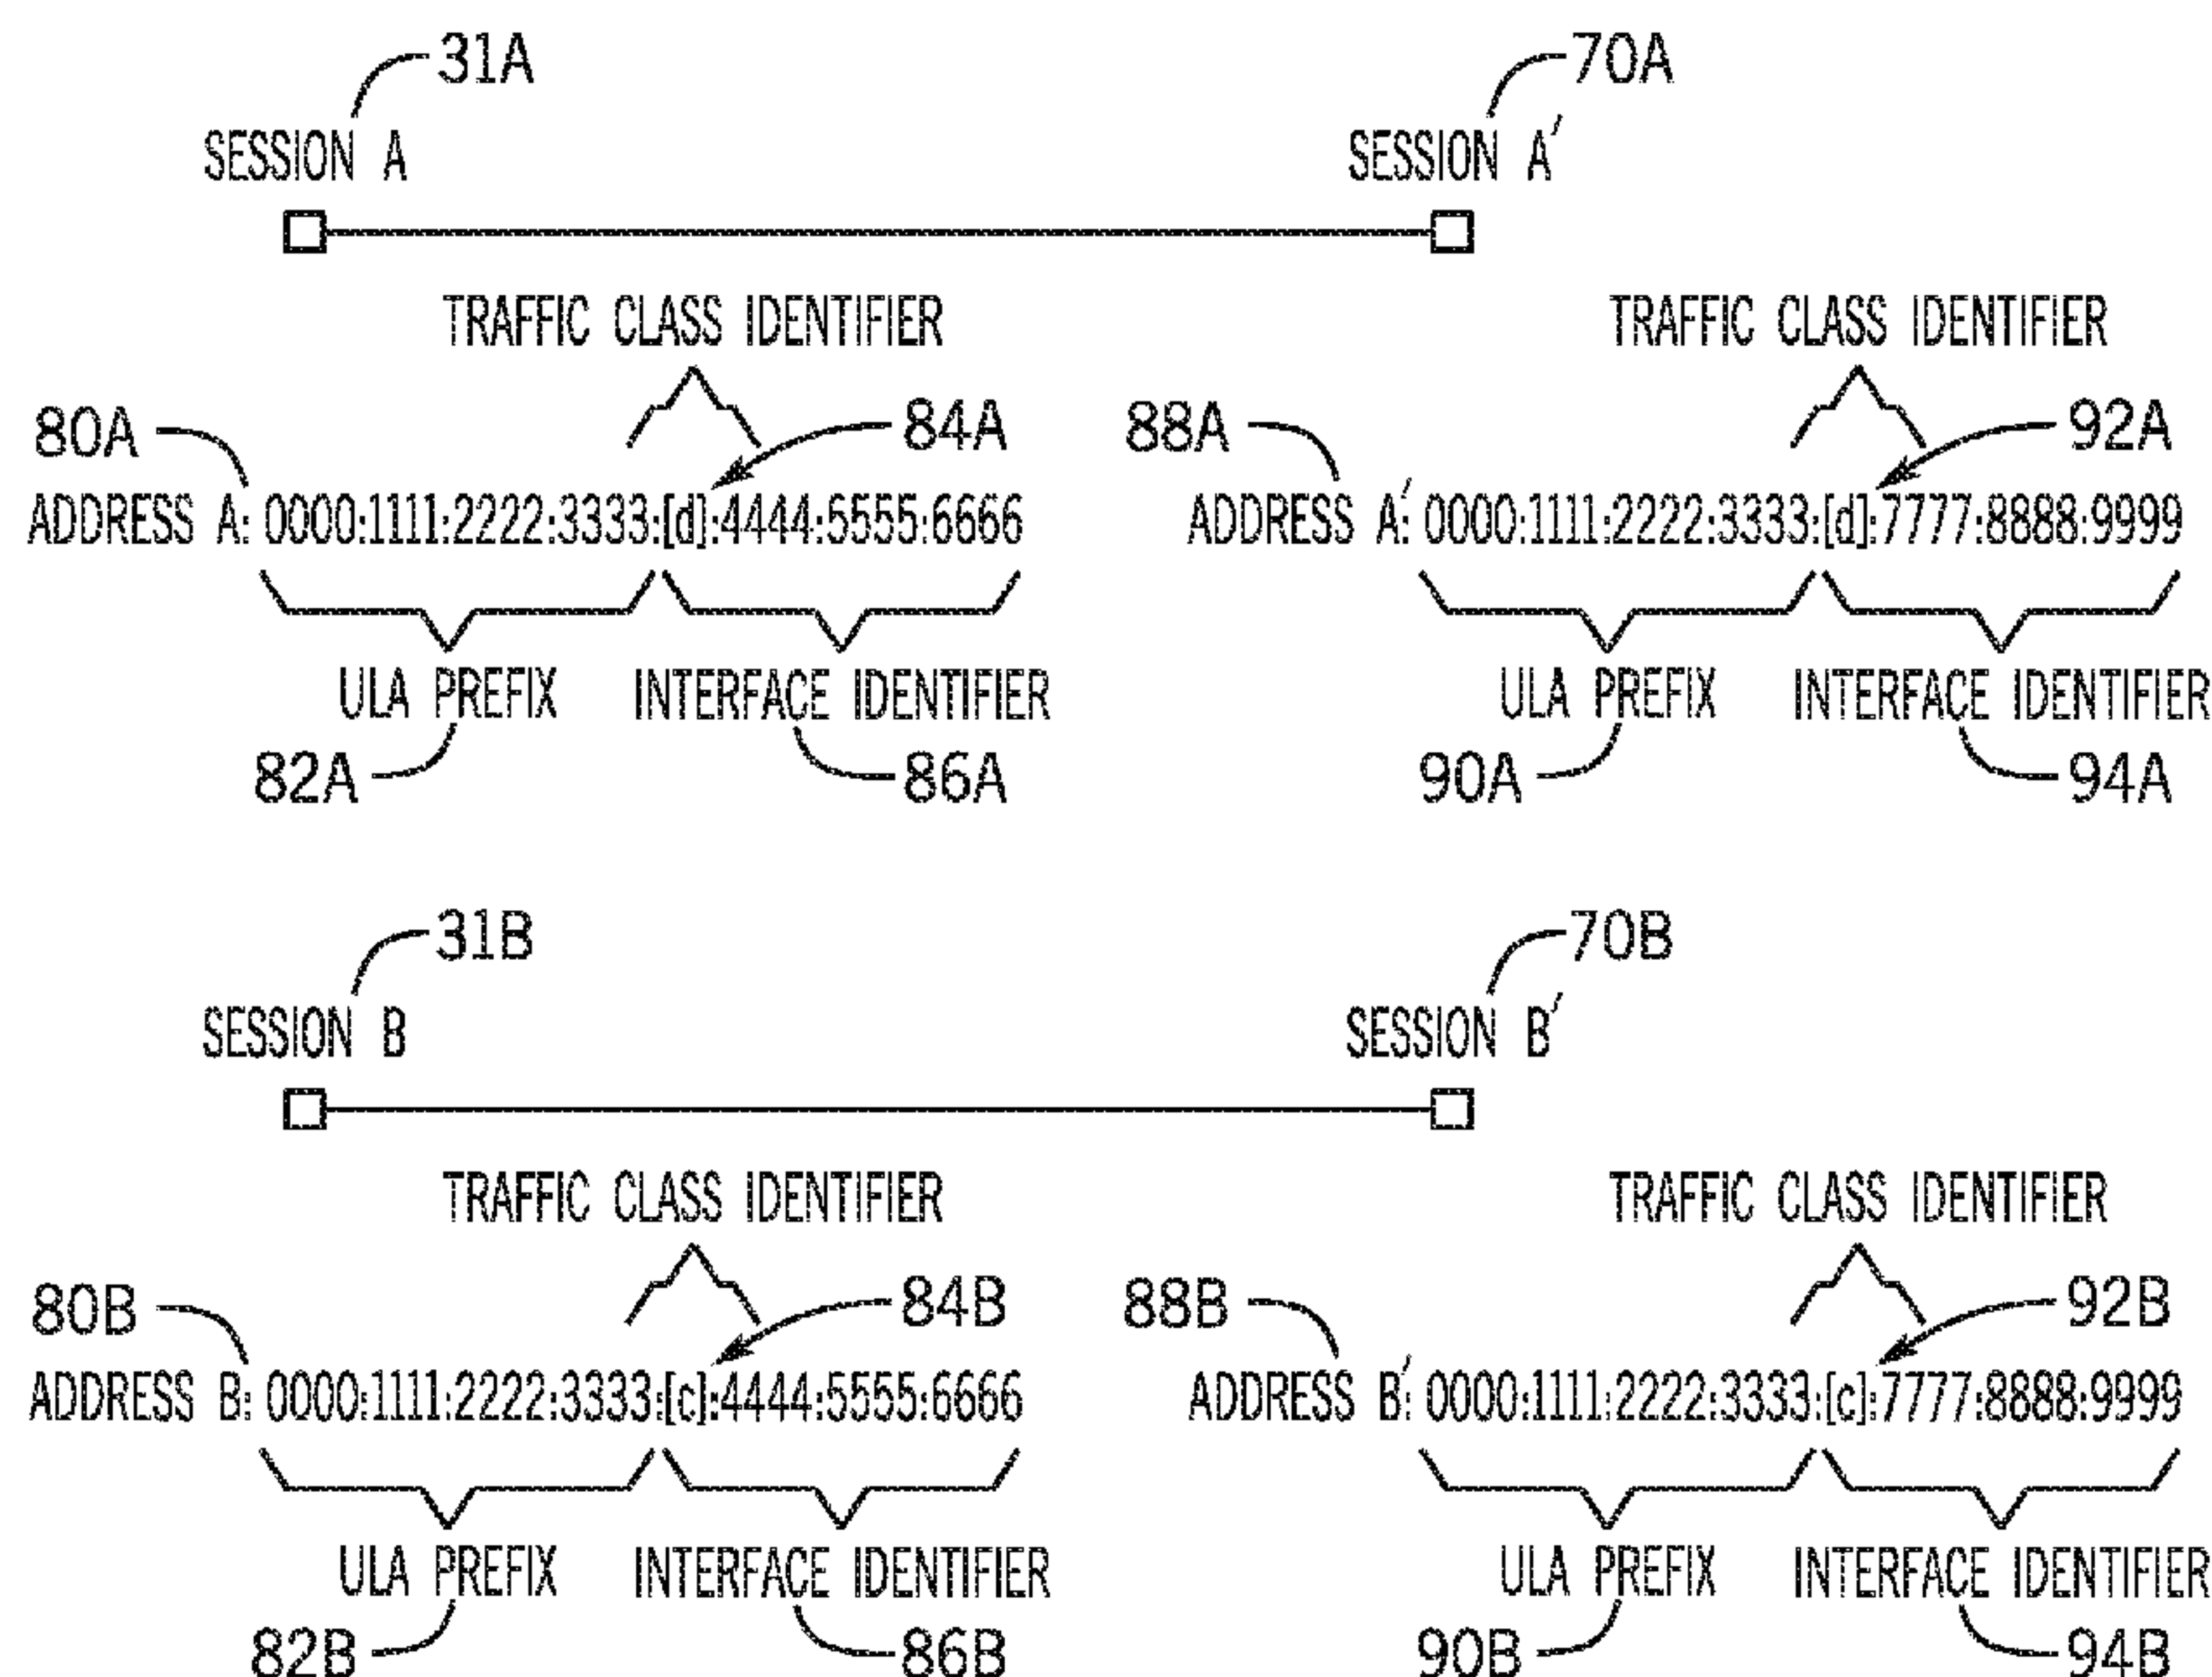 31A 70A
SESSION A SESSION A′
TRAFFIC CLASS IDENTIFIER TRAFFIC CLASS IDENTIFIER
80A 84A 88A 92A
ADDRESS A: 0000:1111:2222:3333:[d]:4444:5555:6666 ADDRESS A′: 0000:1111:2222:3333:[d]:7777:8888:9999
ULA PREFIX INTERFACE IDENTIFIER ULA PREFIX INTERFACE IDENTIFIER
82A 86A 90A 94A
31B 70B
SESSION B SESSION B′
TRAFFIC CLASS IDENTIFIER TRAFFIC CLASS IDENTIFIER
80B 84B 88B 92B
ADDRESS B: 0000:1111:2222:3333:[c]:4444:5555:6666 ADDRESS B′: 0000:1111:2222:3333:[c]:7777:8888:9999
ULA PREFIX INTERFACE IDENTIFIER ULA PREFIX INTERFACE IDENTIFIER
82B 86B 90B 94B